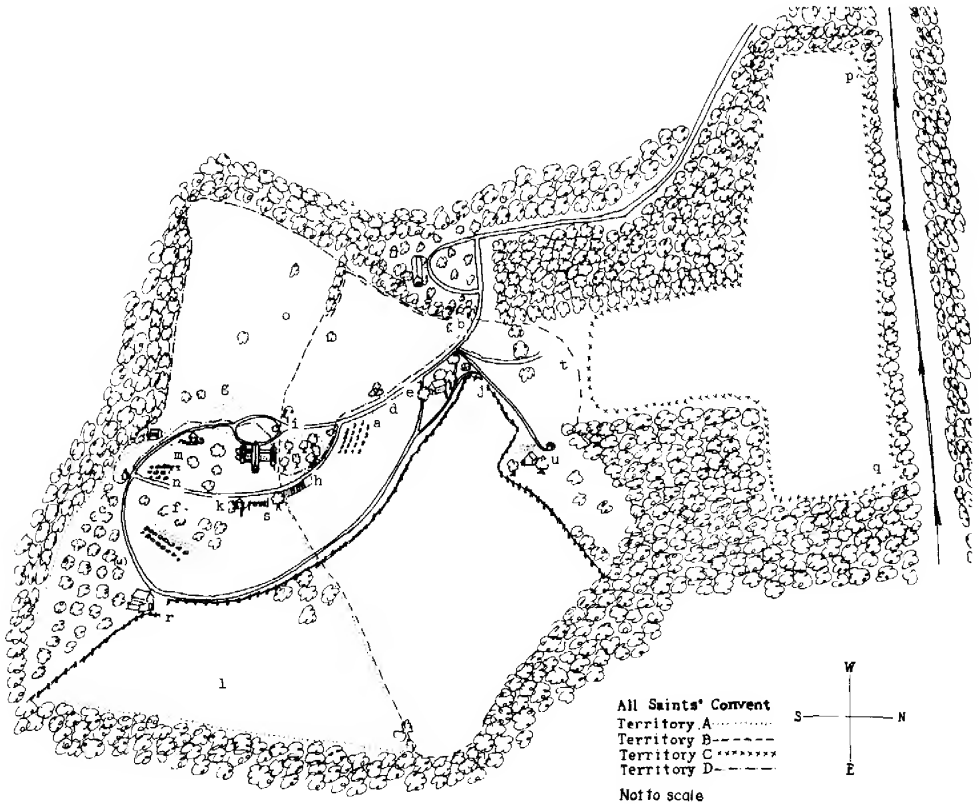 p
o
b
t
g
e
d
i
a
j
m
h
q
n
u
f
k
s
r
l
W
S N
E
All Saints' Convent
Territory A
Territory B
Territory C
Territory D
Not to scale